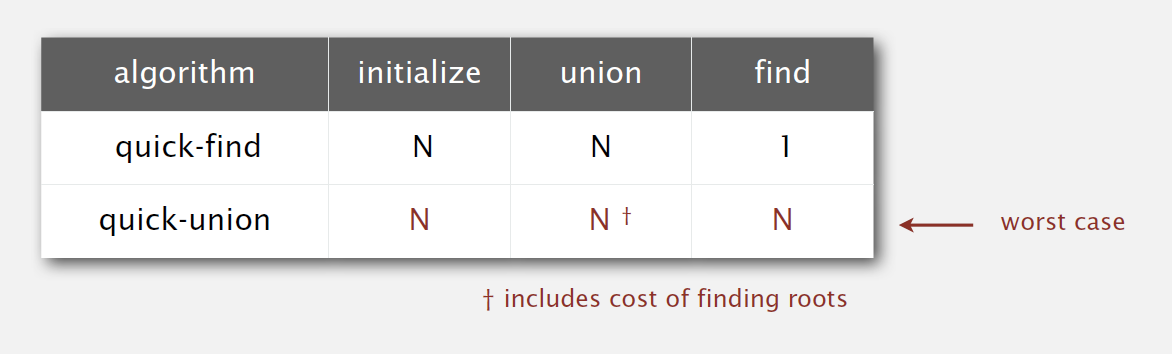 algorithm initialize union find
quick-find N N 1
quick-union N N † N
worst case
† includes cost of finding roots